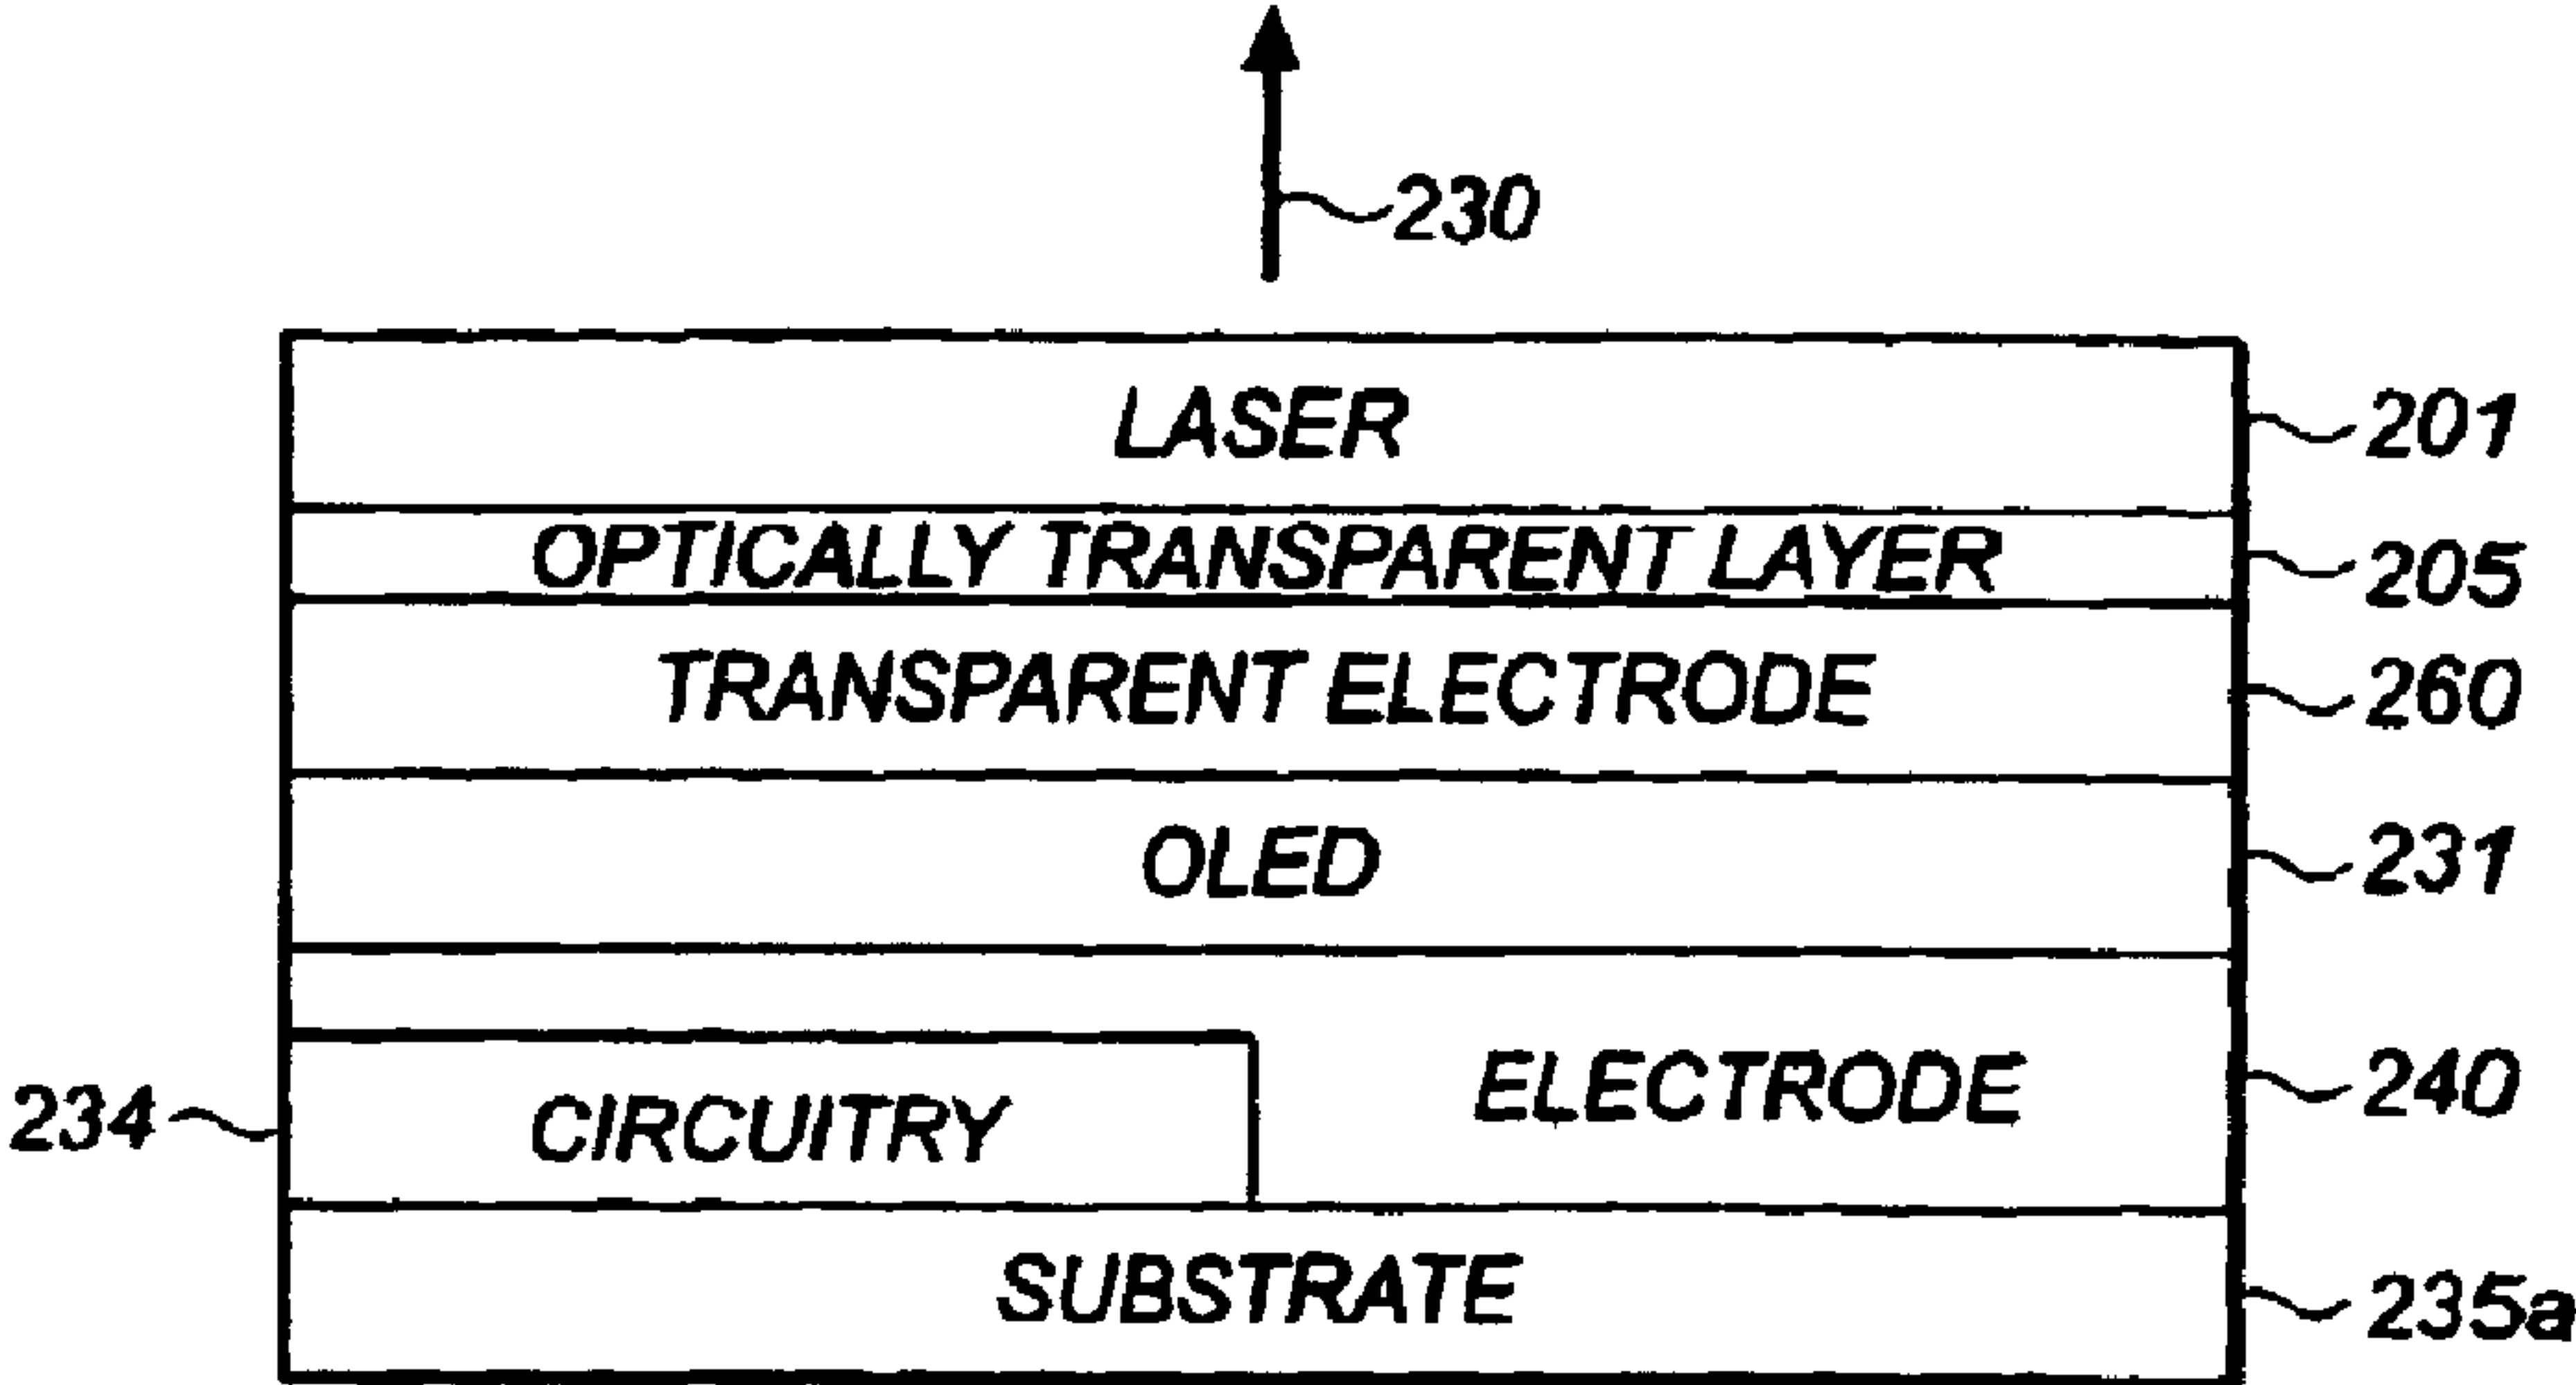 230
LASER 201
OPTICALLY TRANSPARENT LAYER 205
TRANSPARENT ELECTRODE 260
OLED 231
ELECTRODE 240
234 CIRCUITRY
SUBSTRATE 235a